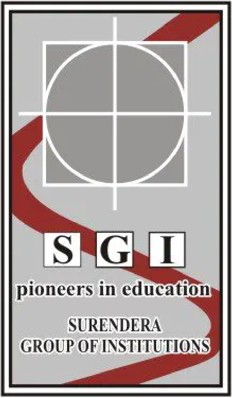 S G I
pioneers in education
SURENDERA
GROUP OF INSTITUTIONS